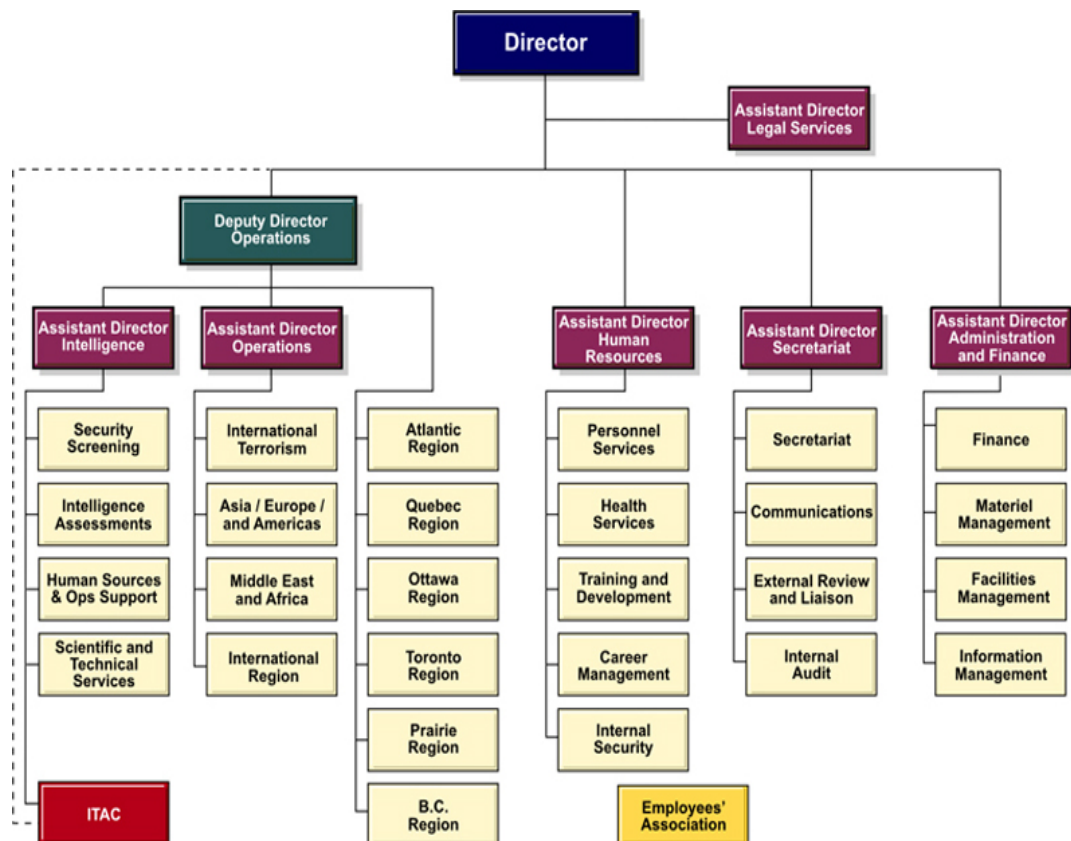 Director
Assistant Director
Legal Services
Deputy Director
Operations
Assistant Director
Intelligence
Assistant Director
Operations
Assistant Director
Human
Resources
Assistant Director
Secretariat
Assistant Director
Administration
and Finance
Security
Screening
Intelligence
Assessments
Human Sources
& Ops Support
Scientific and
Technical
Services
ITAC
International
Terrorism
Asia / Europe /
and Americas
Middle East
and Africa
International
Region
Atlantic
Region
Quebec
Region
Ottawa
Region
Toronto
Region
Prairie
Region
B.C.
Region
Personnel
Services
Health
Services
Training and
Development
Career
Management
Internal
Security
Secretariat
Communications
External Review
and Liaison
Internal
Audit
Finance
Materiel
Management
Facilities
Management
Information
Management
Employees’
Association